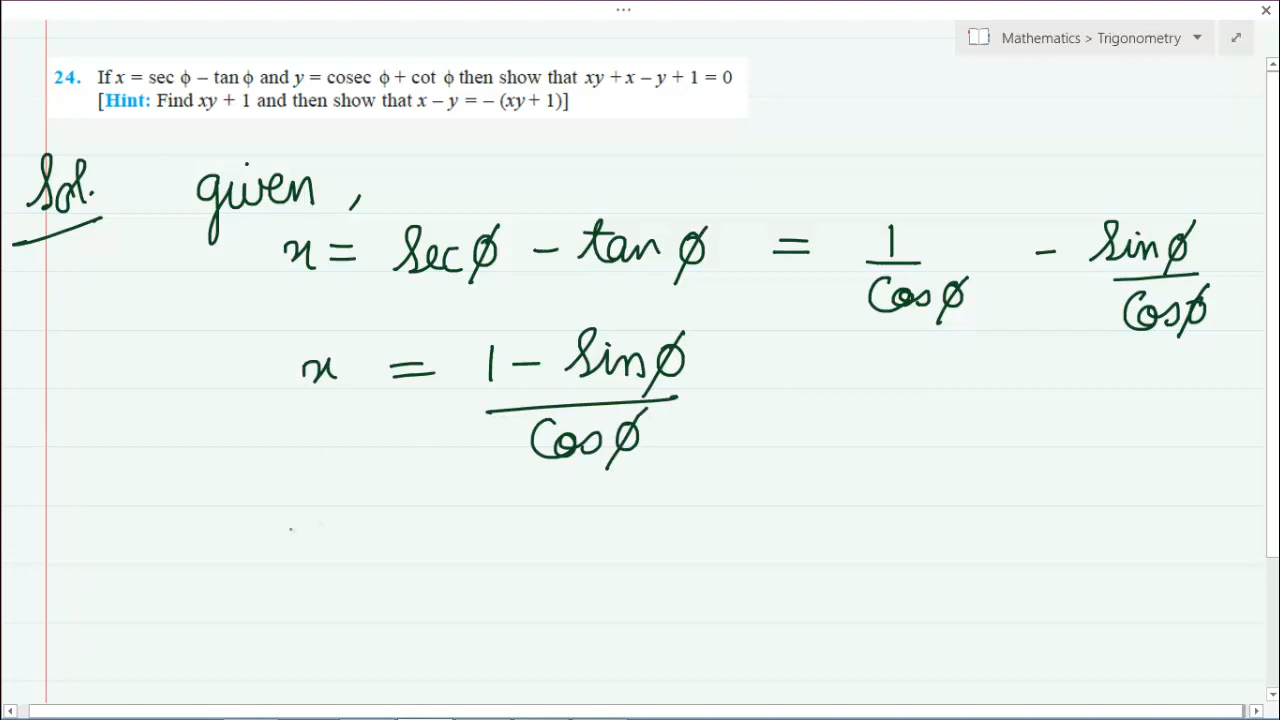 Mathematics > Trigonometry
24. If x = sec ϕ – tan ϕ and y = cosec ϕ + cot ϕ then show that xy + x – y + 1 = 0
[Hint: Find xy + 1 and then show that x – y = – (xy + 1)]
Sol. given,
x = secϕ – tanϕ = 1/cosϕ – sinϕ/cosϕ
x = (1 – sinϕ)/cosϕ